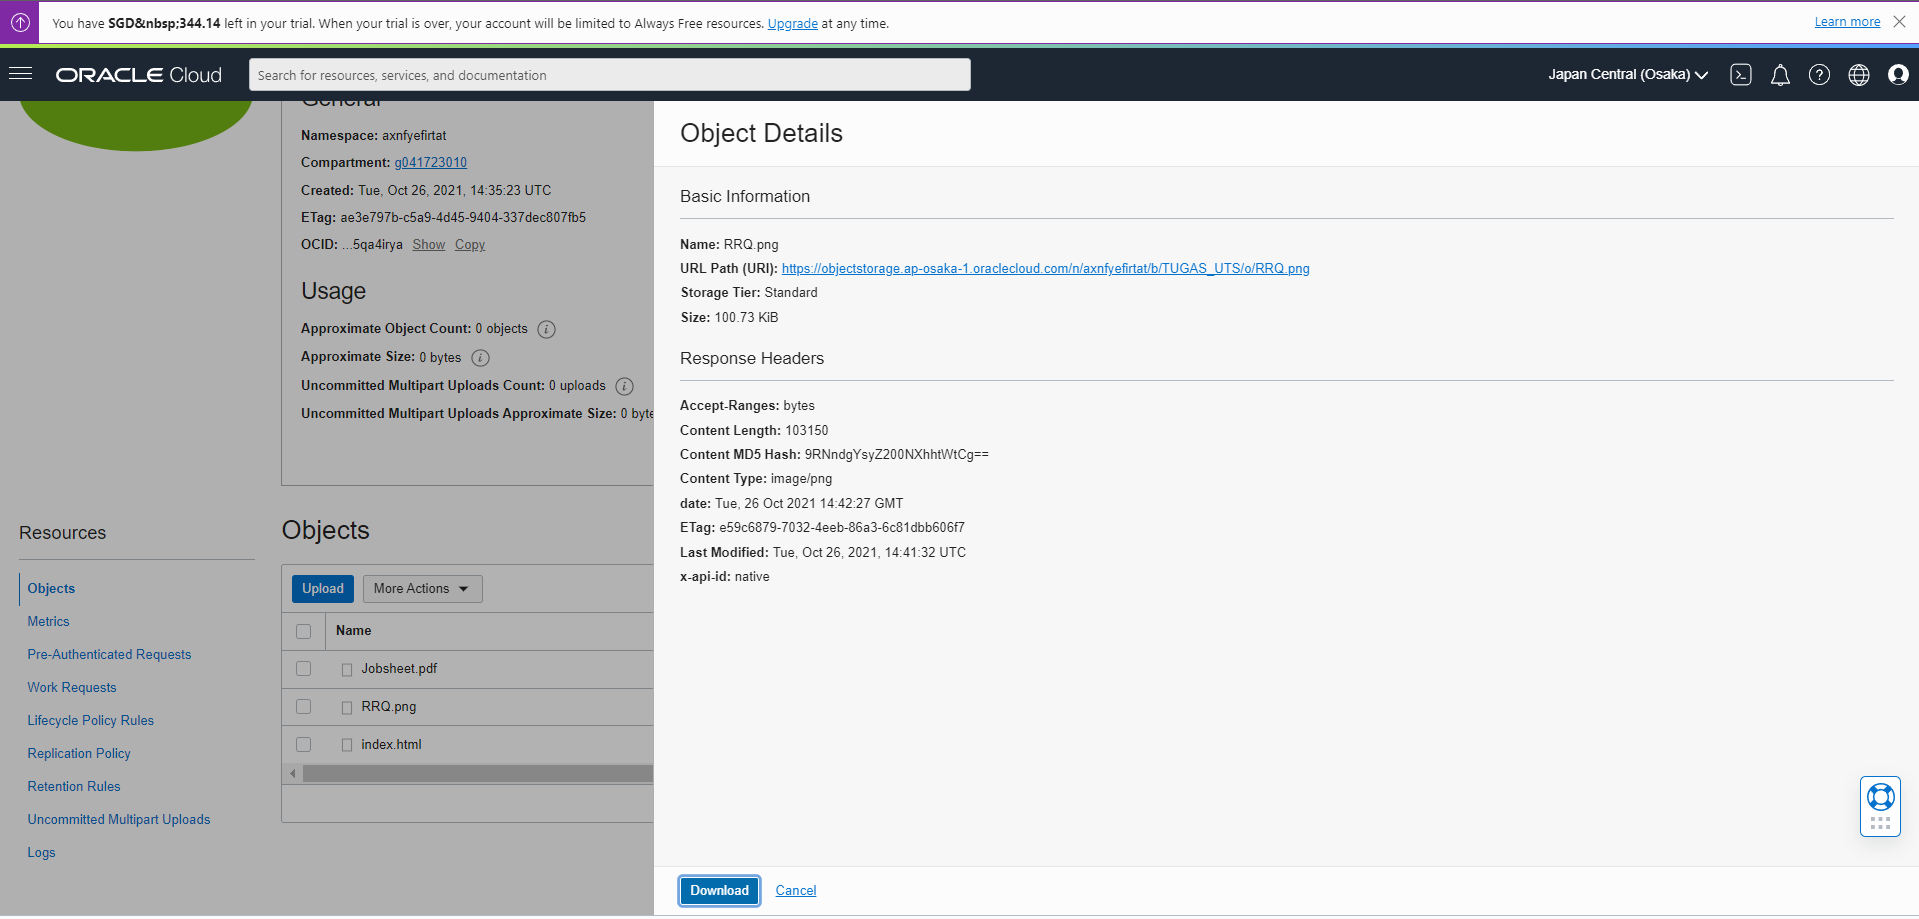 You have SGD&nbsp;344.14 left in your trial. When your trial is over, your account will be limited to Always Free resources. Upgrade at any time.
Learn more
ORACLE Cloud
Search for resources, services, and documentation
Japan Central (Osaka)
General
Namespace: axnfyefirtat
Compartment: g041723010
Created: Tue, Oct 26, 2021, 14:35:23 UTC
ETag: ae3e797b-c5a9-4d45-9404-337dec807fb5
OCID: ...5qa4irya Show Copy
Usage
Approximate Object Count: 0 objects
Approximate Size: 0 bytes
Uncommitted Multipart Uploads Count: 0 uploads
Uncommitted Multipart Uploads Approximate Size: 0 byte
Resources
Objects
Metrics
Pre-Authenticated Requests
Work Requests
Lifecycle Policy Rules
Replication Policy
Retention Rules
Uncommitted Multipart Uploads
Logs
Objects
Upload
More Actions
Name
Jobsheet.pdf
RRQ.png
index.html
Object Details
Basic Information
Name: RRQ.png
URL Path (URI): https://objectstorage.ap-osaka-1.oraclecloud.com/n/axnfyefirtat/b/TUGAS_UTS/o/RRQ.png
Storage Tier: Standard
Size: 100.73 KiB
Response Headers
Accept-Ranges: bytes
Content Length: 103150
Content MD5 Hash: 9RNndgYsyZ200NXhhtWtCg==
Content Type: image/png
date: Tue, 26 Oct 2021 14:42:27 GMT
ETag: e59c6879-7032-4eeb-86a3-6c81dbb606f7
Last Modified: Tue, Oct 26, 2021, 14:41:32 UTC
x-api-id: native
Download
Cancel